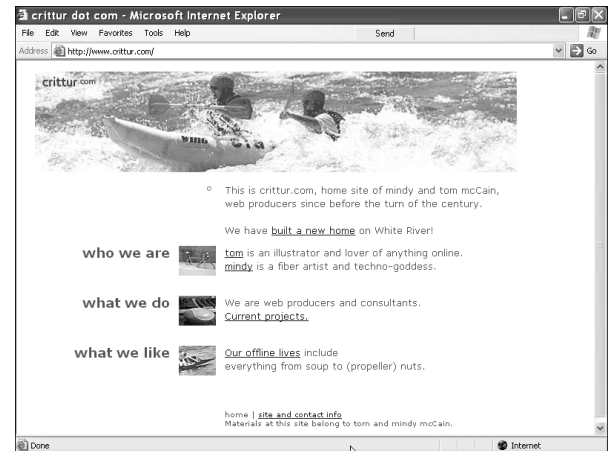 crittur dot com - Microsoft Internet Explorer
File Edit View Favorites Tools Help Send
Address http://www.crittur.com/ Go
crittur.com
WING
This is crittur.com, home site of mindy and tom mcCain,
web producers since before the turn of the century.
We have built a new home on White River!
who we are
tom is an illustrator and lover of anything online.
mindy is a fiber artist and techno-goddess.
what we do
We are web producers and consultants.
Current projects.
what we like
Our offline lives include
everything from soup to (propeller) nuts.
home | site and contact info
Materials at this site belong to tom and mindy mcCain.
Done Internet